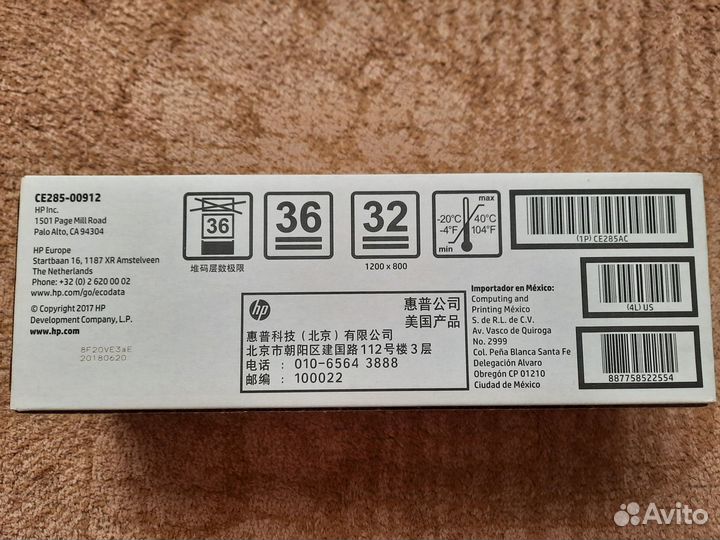 CE285-00912
HP Inc.
1501 Page Mill Road
Palo Alto, CA 94304
HP Europe
Startbaan 16, 1187 XR Amstelveen
The Netherlands
Phone: +32 (0) 2 620 00 02
www.hp.com/go/ecodata
© Copyright 2017 HP
Development Company, L.P.
www.hp.com
8F20VE3aE
20180620
36
堆码层数极限
36
32
1200 x 800
max
-20°C 40°C
-4°F 104°F
min
(1P) CE285AC
(4L) US
887758522554
hp
惠普公司
美国产品
惠普科技（北京）有限公司
北京市朝阳区建国路112号楼3层
电话： 010-6564 3888
邮编： 100022
Importador en México:
Computing and
Printing México
S. de R.L. de C.V.
Av. Vasco de Quiroga
No. 2999
Col. Peña Blanca Santa Fe
Delegación Alvaro
Obregón CP 01210
Ciudad de México
Avito